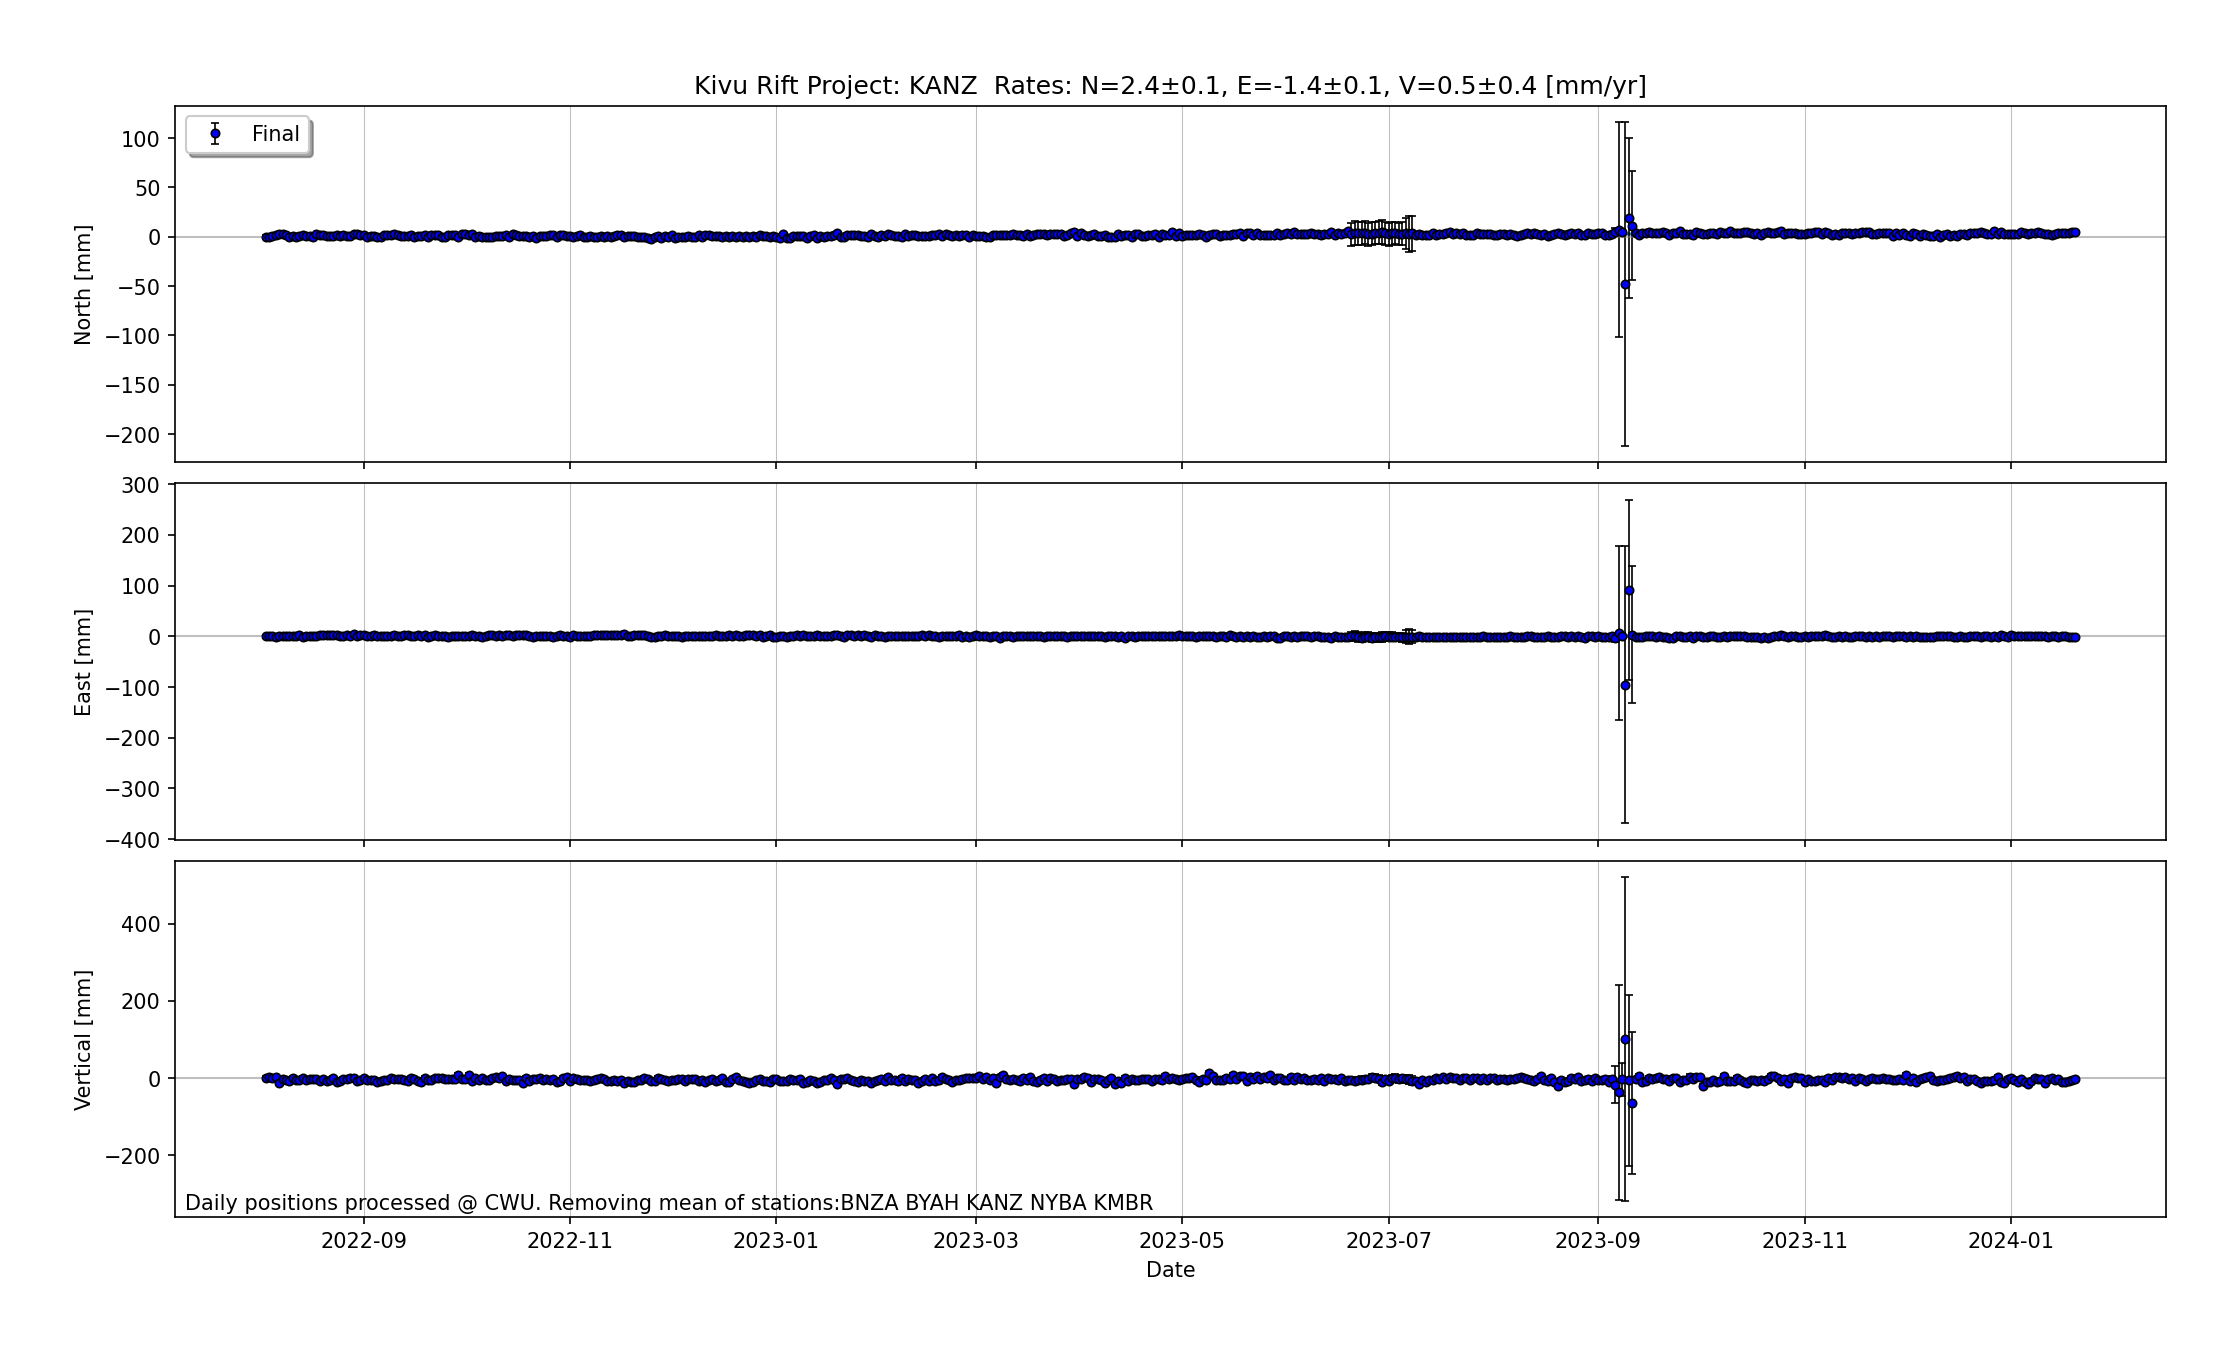 Kivu Rift Project: KANZ  Rates: N=2.4±0.1, E=-1.4±0.1, V=0.5±0.4 [mm/yr]
Final
100
50
0
−50
−100
−150
−200
North [mm]
300
200
100
0
−100
−200
−300
−400
East [mm]
400
200
0
−200
Vertical [mm]
Daily positions processed @ CWU. Removing mean of stations:BNZA BYAH KANZ NYBA KMBR
2022-09 2022-11 2023-01 2023-03 2023-05 2023-07 2023-09 2023-11 2024-01
Date